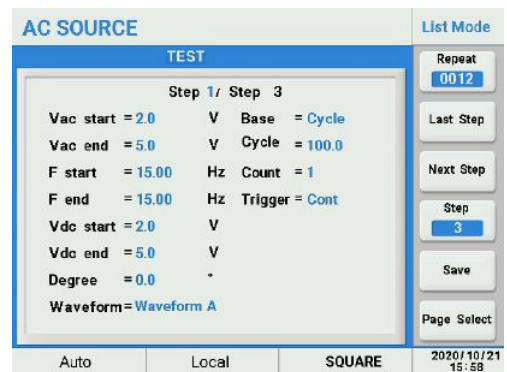 AC SOURCE
List Mode
TEST
Step 1/ Step 3
Vac start = 2.0 V Base = Cycle
Vac end = 5.0 V Cycle = 100.0
F start = 15.00 Hz Count = 1
F end = 15.00 Hz Trigger = Cont
Vdc start = 2.0 V
Vdc end = 5.0 V
Degree = 0.0 °
Waveform = Waveform A
Repeat
0012
Last Step
Next Step
Step
3
Save
Page Select
Auto Local SQUARE
2020/10/21
15:58